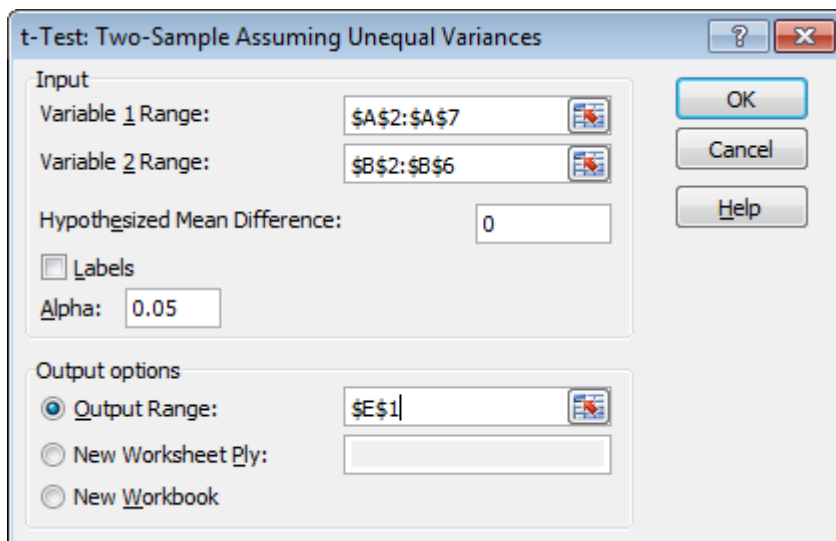 t-Test: Two-Sample Assuming Unequal Variances
Input
Variable 1 Range: $A$2:$A$7
Variable 2 Range: $B$2:$B$6
Hypothesized Mean Difference: 0
Labels
Alpha: 0.05
OK
Cancel
Help
Output options
Output Range: $E$1
New Worksheet Ply:
New Workbook